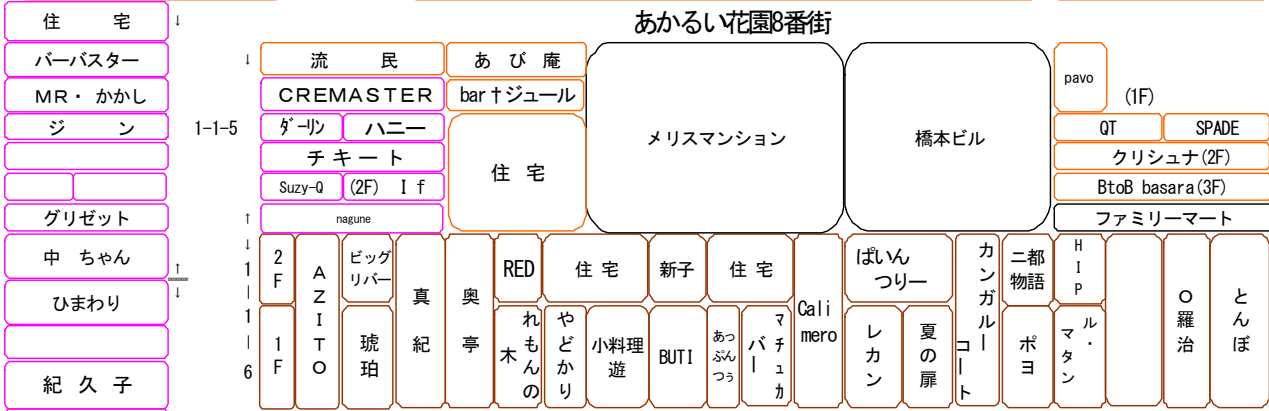 あかるい花園8番街
住 宅
↓
バーバスター
MR・ かかし
ジ ン
グリゼット
中 ちゃん
↑
↓
ひまわり
紀 久 子
↓
1-1-5
↑
流 民
CREMASTER
ダーリン
ハニー
チ キ ー ト
Suzy-Q
(2F) I f
nagune
あ び 庵
bar†ジュール
住 宅
メリスマンション
橋本ビル
pavo
(1F)
QT
SPADE
クリシュナ(2F)
BtoB basara(3F)
ファミリーマート
↓
1
|
1
|
6
2F
1F
AZITO
ビッグ
リバー
琥珀
真紀
奥亭
RED
れもんの
木
住 宅
やどかり
小料理
遊
新子
BUTI
住 宅
あっ
ぷん
つぅ
マチュカ
バー
Cali
mero
ぱいん
つりー
レカン
夏の扉
カンガルー
コート
二都
物語
ポヨ
HIP
ル・
マタン
O羅治
とんぼ